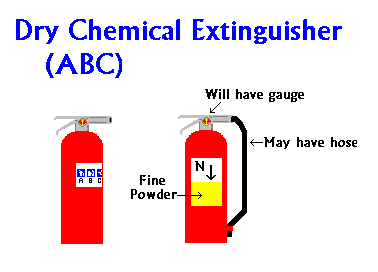 Dry Chemical Extinguisher
(ABC)
Will have gauge
May have hose
N
Fine
Powder
A B C